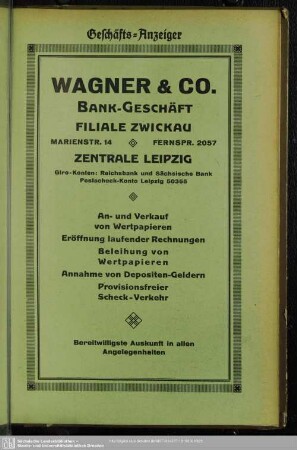 Geschäfts=Anzeiger
WAGNER & CO.
BANK-GESCHÄFT
FILIALE ZWICKAU
MARIENSTR. 14 FERNSPR. 2057
ZENTRALE LEIPZIG
Giro-Konten: Reichsbank und Sächsische Bank
Postscheck-Konto Leipzig 50355
An- und Verkauf
von Wertpapieren
Eröffnung laufender Rechnungen
Beleihung von
Wertpapieren
Annahme von Depositen-Geldern
Provisionsfreier
Scheck-Verkehr
Bereitwilligste Auskunft in allen
Angelegenheiten